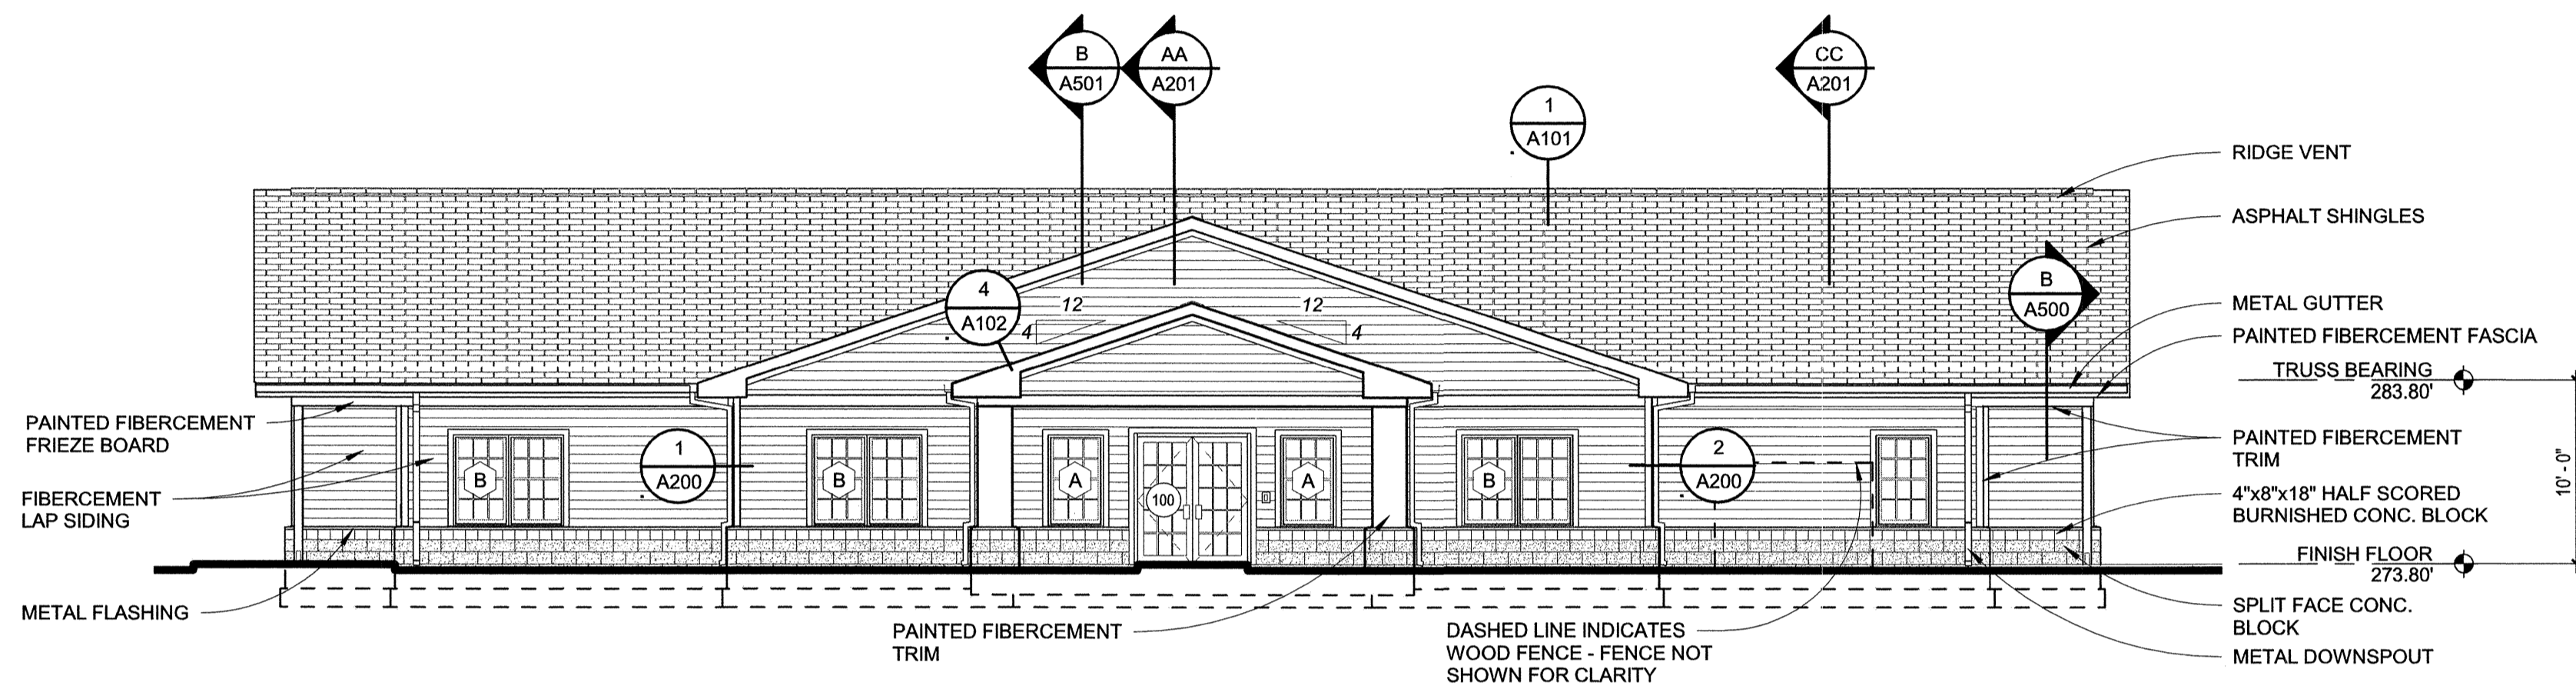 B
A501
AA
A201
CC
A201
1
A101
RIDGE VENT
ASPHALT SHINGLES
B
A500
METAL GUTTER
PAINTED FIBERCEMENT FASCIA
TRUSS BEARING
283.80'
4
A102
12
4
12
4
PAINTED FIBERCEMENT
FRIEZE BOARD
FIBERCEMENT
LAP SIDING
METAL FLASHING
B
1
A200
B
A
100
A
B
2
A200
PAINTED FIBERCEMENT
TRIM
4"x8"x18" HALF SCORED
BURNISHED CONC. BLOCK
10' - 0"
FINISH FLOOR
273.80'
SPLIT FACE CONC.
BLOCK
METAL DOWNSPOUT
PAINTED FIBERCEMENT
TRIM
DASHED LINE INDICATES
WOOD FENCE - FENCE NOT
SHOWN FOR CLARITY